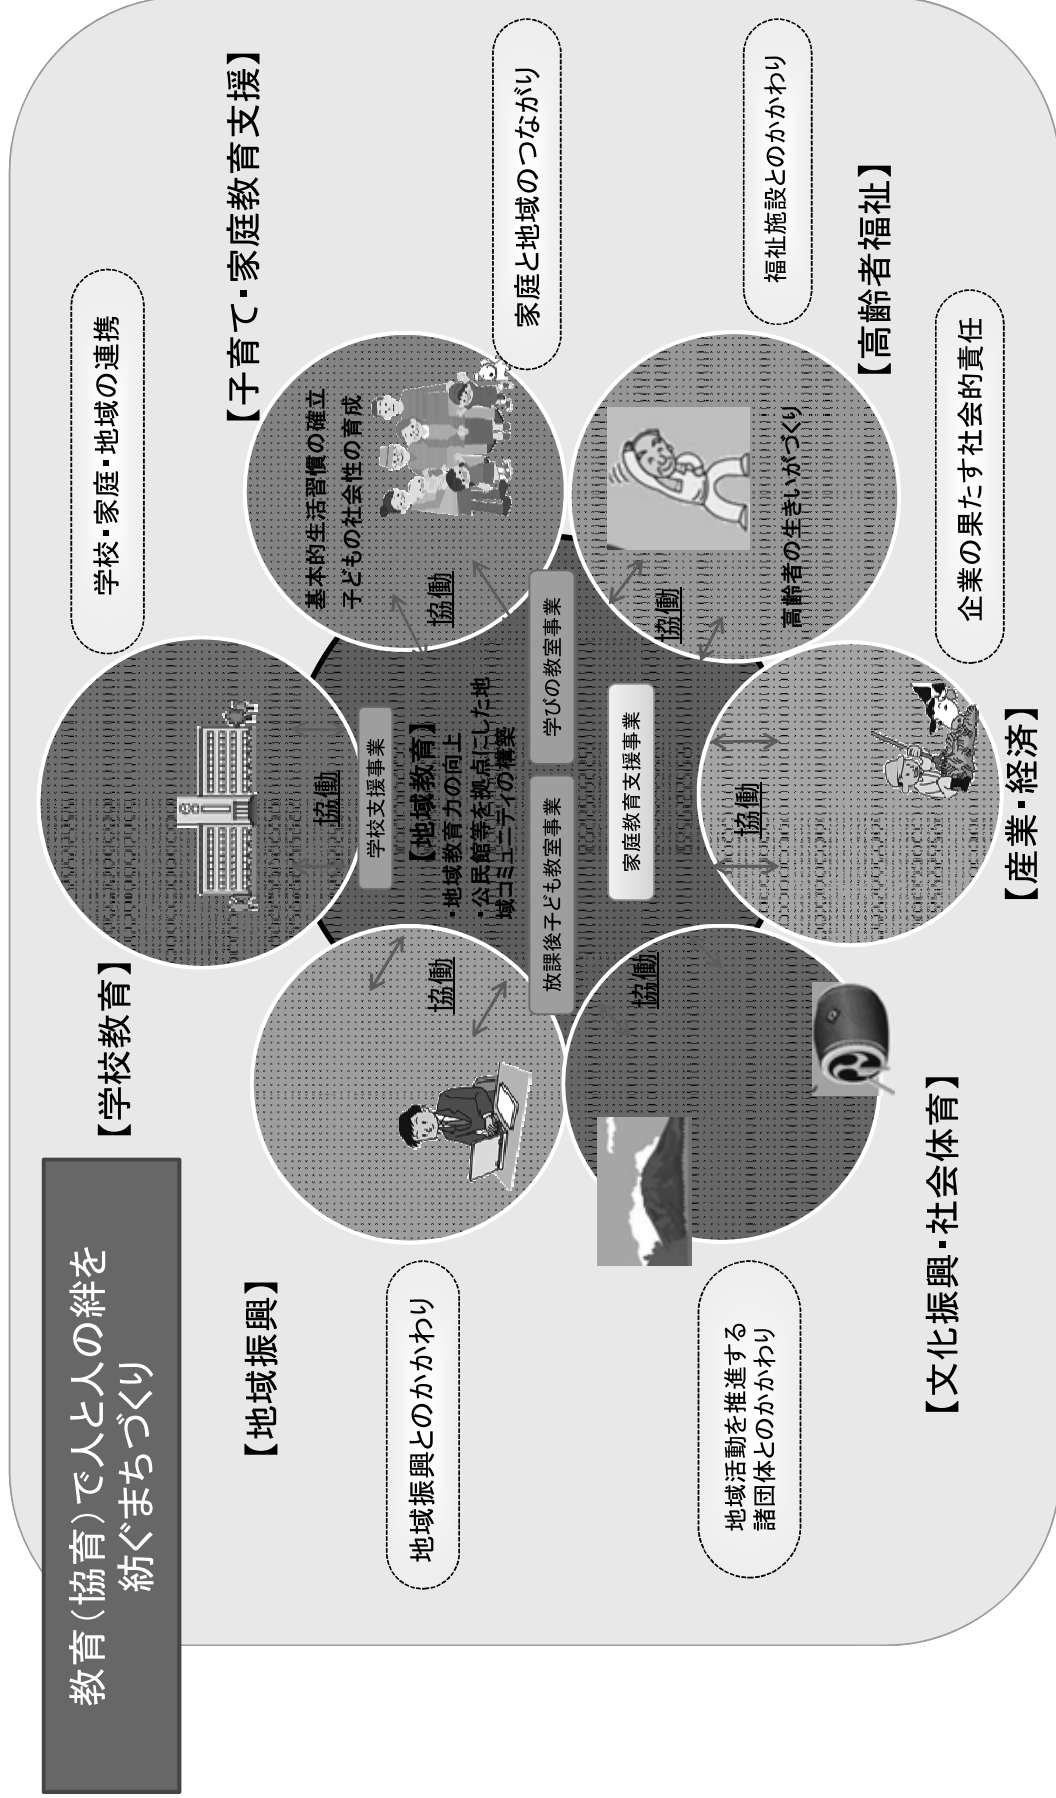 教育(協育)で人と人の絆を
紡ぐまちづくり
【学校教育】
学校・家庭・地域の連携
【子育て・家庭教育支援】
基本的生活習慣の確立
子どもの社会性の育成
協働
家庭と地域のつながり
協働
学校支援事業
【地域教育】
・地域教育力の向上
・公民館等を拠点にした地
域コミュニティの構築
放課後子ども教室事業
学びの教室事業
家庭教育支援事業
【地域振興】
協働
地域振興とのかかわり
協働
地域活動を推進する
諸団体とのかかわり
【文化振興・社会体育】
協働
【産業・経済】
企業の果たす社会的責任
協働
高齢者の生きいがづくり
【高齢者福祉】
福祉施設とのかかわり